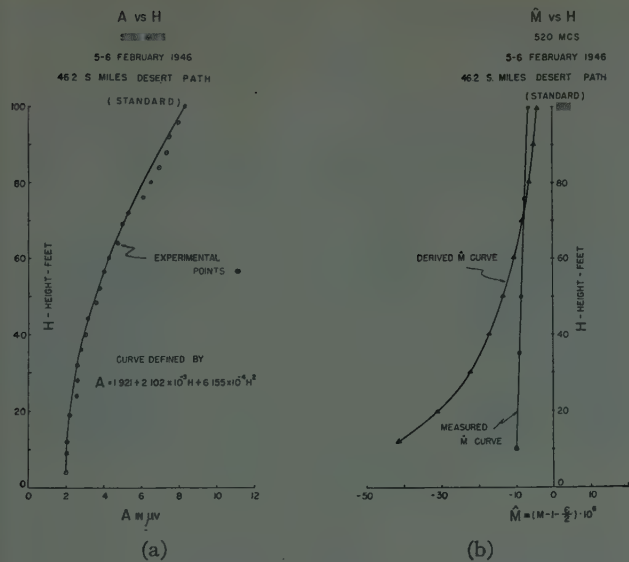 A vs H
5-6 FEBRUARY 1946
46.2 S MILES DESERT PATH
(STANDARD)
100
80
60
40
20
0
H - HEIGHT - FEET
EXPERIMENTAL
POINTS
CURVE DEFINED BY
A = 1.921 + 2.102 × 10⁻³H + 6.155 × 10⁻⁴H²
0 2 4 6 8 10 12
A IN μV
(a)
M̂ vs H
520 MCS
5-6 FEBRUARY 1946
46.2 S. MILES DESERT PATH
(STANDARD)
80
60
40
20
H - HEIGHT - FEET
DERIVED M̂ CURVE
MEASURED
M̂ CURVE
-50 -30 -10 0 10
M̂ = (M-1-ε/2)·10⁶
(b)